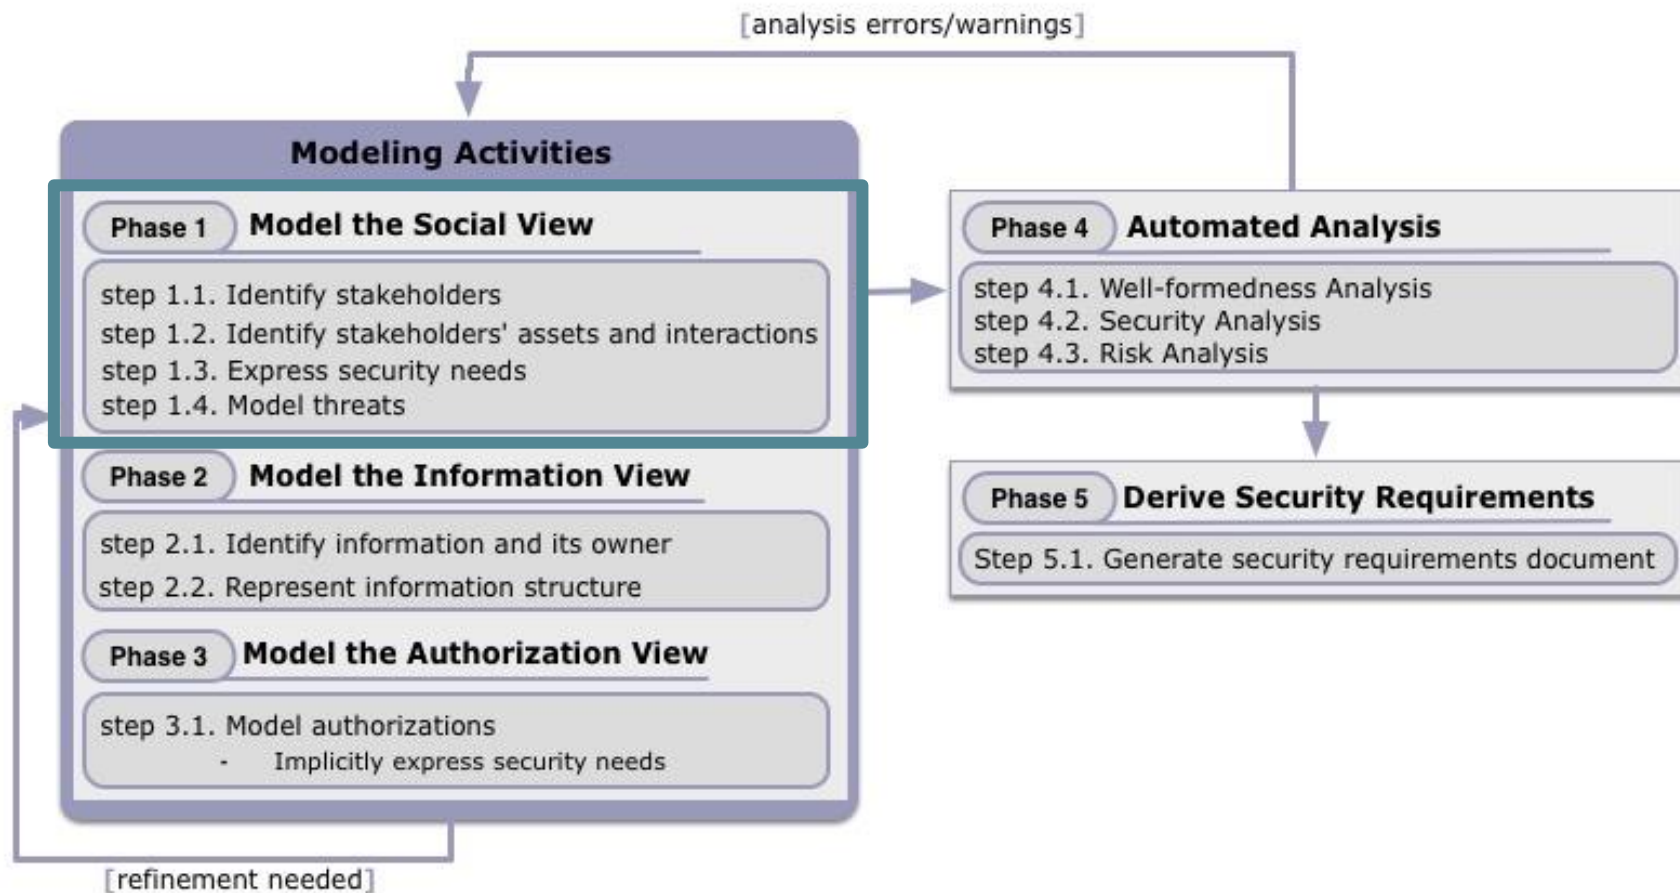 [analysis errors/warnings]
Modeling Activities
Phase 1 Model the Social View
step 1.1. Identify stakeholders
step 1.2. Identify stakeholders' assets and interactions
step 1.3. Express security needs
step 1.4. Model threats
Phase 2 Model the Information View
step 2.1. Identify information and its owner
step 2.2. Represent information structure
Phase 3 Model the Authorization View
step 3.1. Model authorizations
- Implicitly express security needs
[refinement needed]
Phase 4 Automated Analysis
step 4.1. Well-formedness Analysis
step 4.2. Security Analysis
step 4.3. Risk Analysis
Phase 5 Derive Security Requirements
Step 5.1. Generate security requirements document